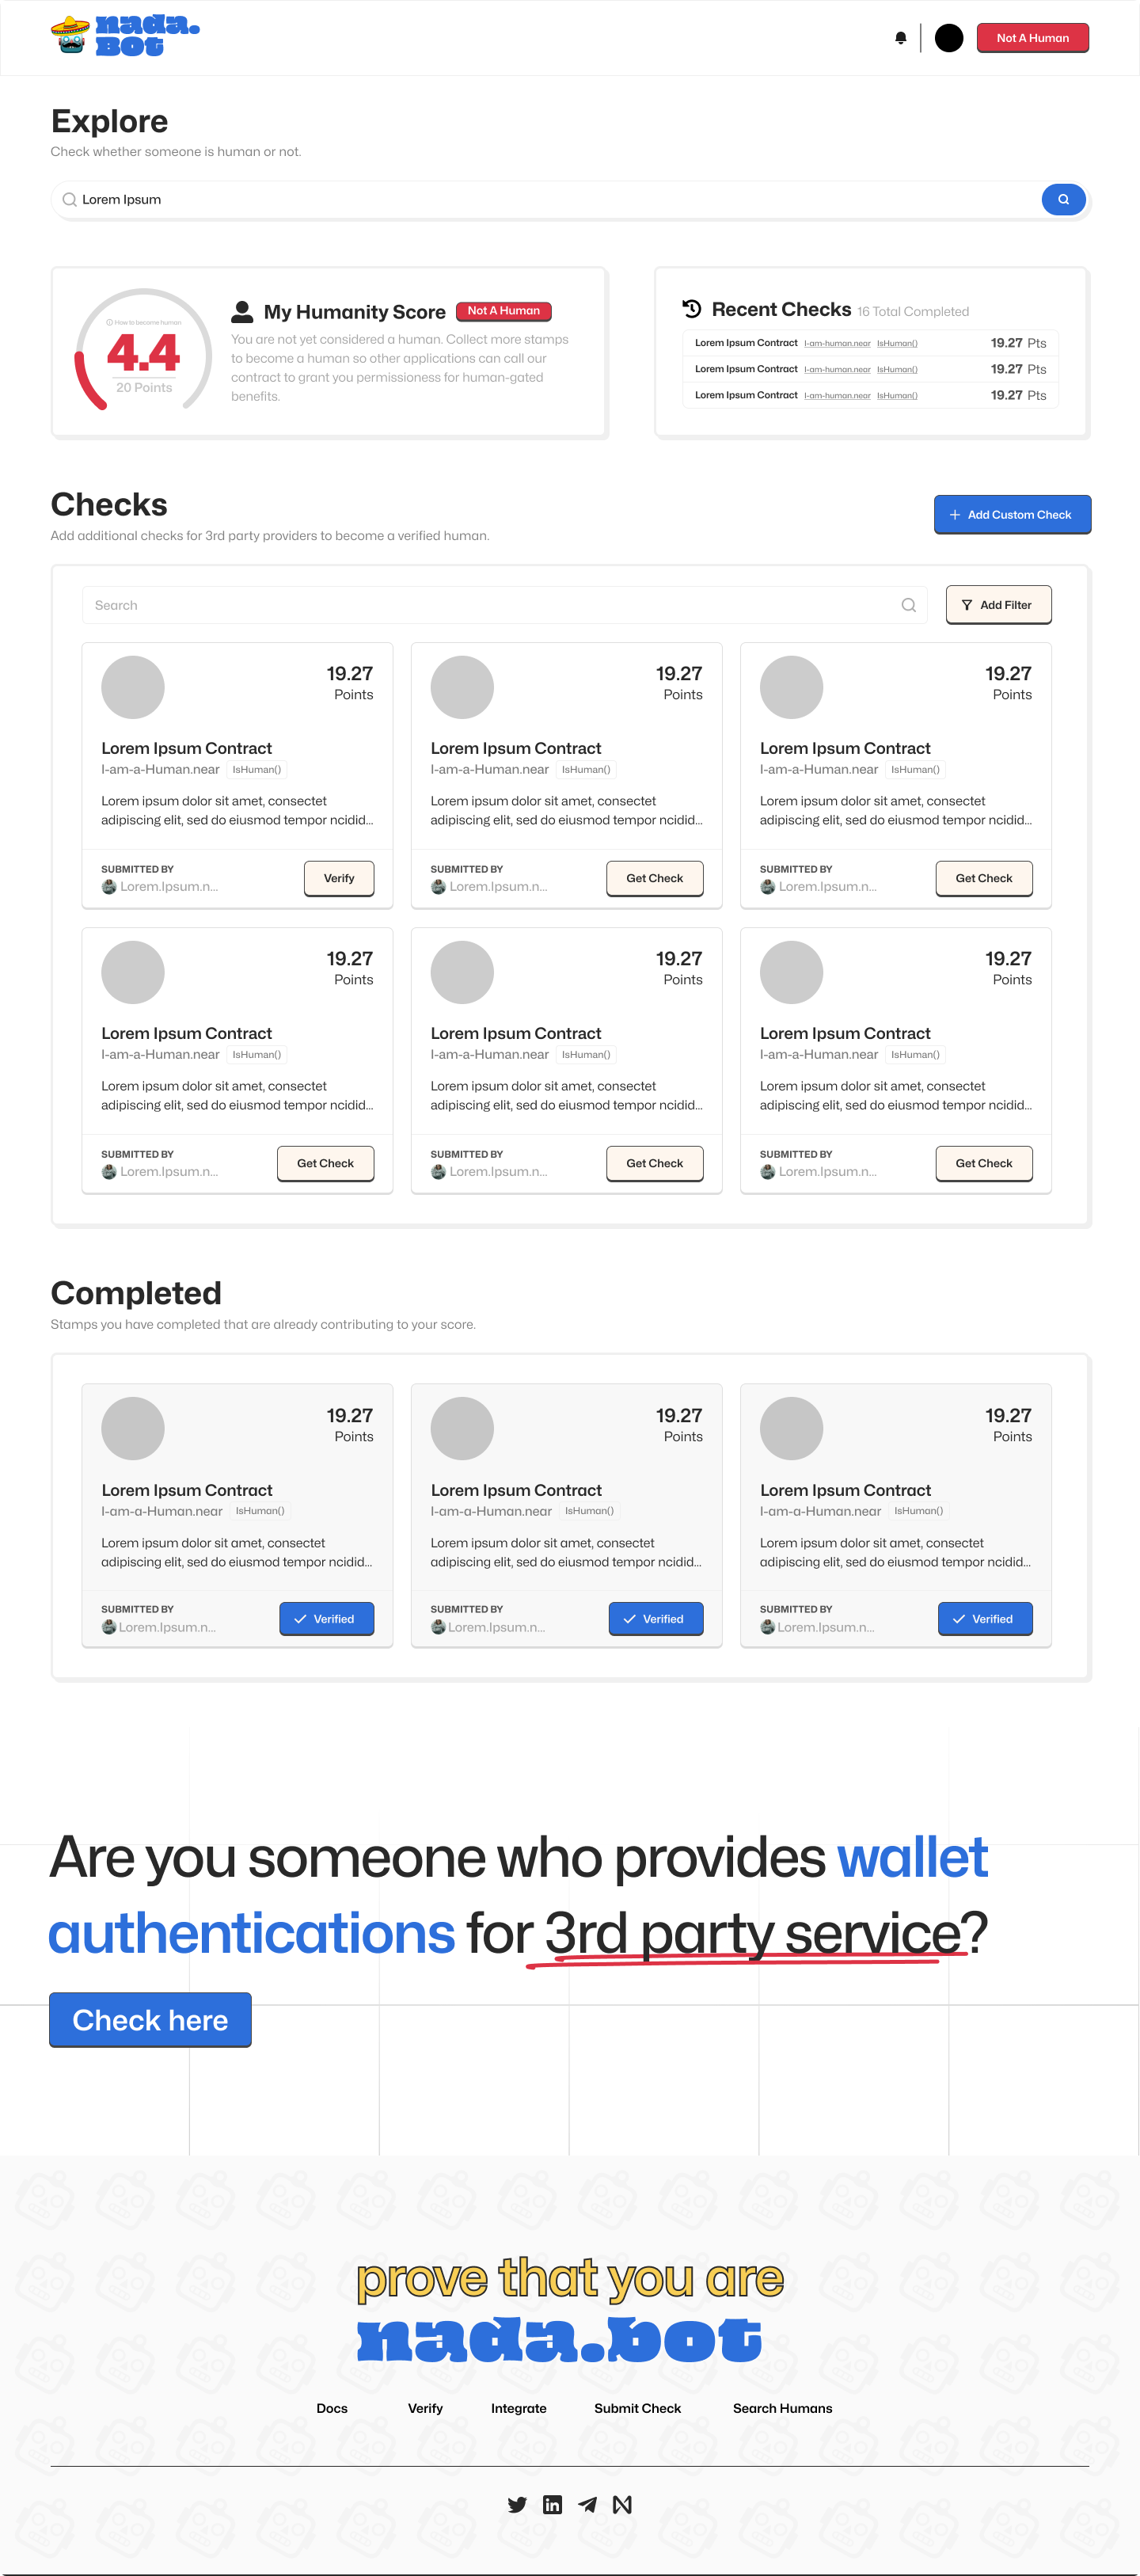 nada.
BOT
Not A Human
Explore
Check whether someone is human or not.
Lorem Ipsum
How to become human
4.4
20 Points
My Humanity Score Not A Human
You are not yet considered a human. Collect more stamps
to become a human so other applications can call our
contract to grant you permissioness for human-gated
benefits.
Recent Checks 16 Total Completed
Lorem Ipsum Contract I-am-human.near IsHuman() 19.27 Pts
Lorem Ipsum Contract I-am-human.near IsHuman() 19.27 Pts
Lorem Ipsum Contract I-am-human.near IsHuman() 19.27 Pts
Checks
Add additional checks for 3rd party providers to become a verified human.
Add Custom Check
Search
Add Filter
19.27
Points
Lorem Ipsum Contract
I-am-a-Human.near IsHuman()
Lorem ipsum dolor sit amet, consectet
adipiscing elit, sed do eiusmod tempor ncidid...
SUBMITTED BY
Lorem.Ipsum.n...
Verify
19.27
Points
Lorem Ipsum Contract
I-am-a-Human.near IsHuman()
Lorem ipsum dolor sit amet, consectet
adipiscing elit, sed do eiusmod tempor ncidid...
SUBMITTED BY
Lorem.Ipsum.n...
Get Check
19.27
Points
Lorem Ipsum Contract
I-am-a-Human.near IsHuman()
Lorem ipsum dolor sit amet, consectet
adipiscing elit, sed do eiusmod tempor ncidid...
SUBMITTED BY
Lorem.Ipsum.n...
Get Check
19.27
Points
Lorem Ipsum Contract
I-am-a-Human.near IsHuman()
Lorem ipsum dolor sit amet, consectet
adipiscing elit, sed do eiusmod tempor ncidid...
SUBMITTED BY
Lorem.Ipsum.n...
Get Check
19.27
Points
Lorem Ipsum Contract
I-am-a-Human.near IsHuman()
Lorem ipsum dolor sit amet, consectet
adipiscing elit, sed do eiusmod tempor ncidid...
SUBMITTED BY
Lorem.Ipsum.n...
Get Check
19.27
Points
Lorem Ipsum Contract
I-am-a-Human.near IsHuman()
Lorem ipsum dolor sit amet, consectet
adipiscing elit, sed do eiusmod tempor ncidid...
SUBMITTED BY
Lorem.Ipsum.n...
Get Check
Completed
Stamps you have completed that are already contributing to your score.
19.27
Points
Lorem Ipsum Contract
I-am-a-Human.near IsHuman()
Lorem ipsum dolor sit amet, consectet
adipiscing elit, sed do eiusmod tempor ncidid...
SUBMITTED BY
Lorem.Ipsum.n...
Verified
19.27
Points
Lorem Ipsum Contract
I-am-a-Human.near IsHuman()
Lorem ipsum dolor sit amet, consectet
adipiscing elit, sed do eiusmod tempor ncidid...
SUBMITTED BY
Lorem.Ipsum.n...
Verified
19.27
Points
Lorem Ipsum Contract
I-am-a-Human.near IsHuman()
Lorem ipsum dolor sit amet, consectet
adipiscing elit, sed do eiusmod tempor ncidid...
SUBMITTED BY
Lorem.Ipsum.n...
Verified
Are you someone who provides wallet
authentications for 3rd party service?
Check here
prove that you are
nada.bot
Docs Verify Integrate Submit Check Search Humans
in